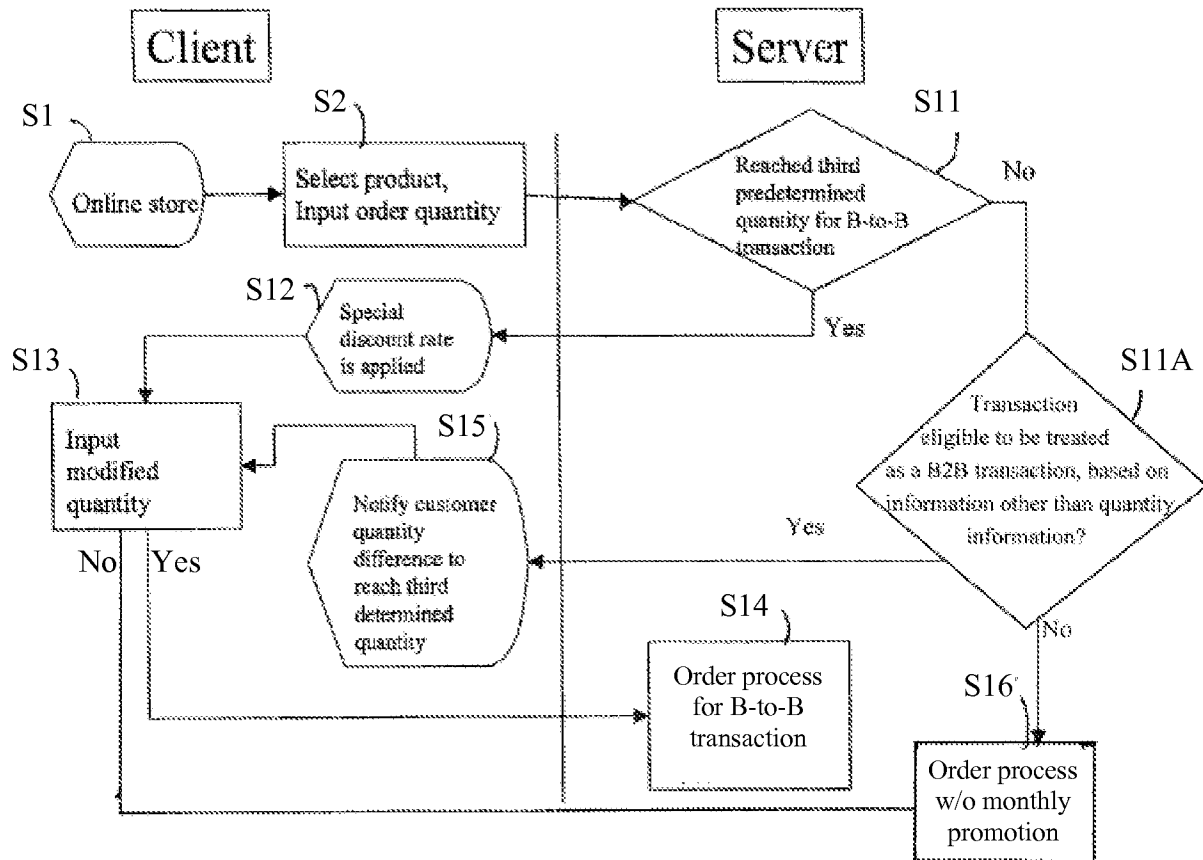 Client
Server
S1
S2
S11
Online store
Select product,
Input order quantity
Reached third
predetermined
quantity for B-to-B
transaction
No
Yes
S12
Special
discount rate
is applied
S13
Input
modified
quantity
S15
Notify customer
quantity
difference to
reach third
determined
quantity
S11A
Transaction
eligible to be treated
as a B2B transaction, based on
information other than quantity
information?
Yes
No
No
Yes
S14
Order process
for B-to-B
transaction
S16
Order process
w/o monthly
promotion